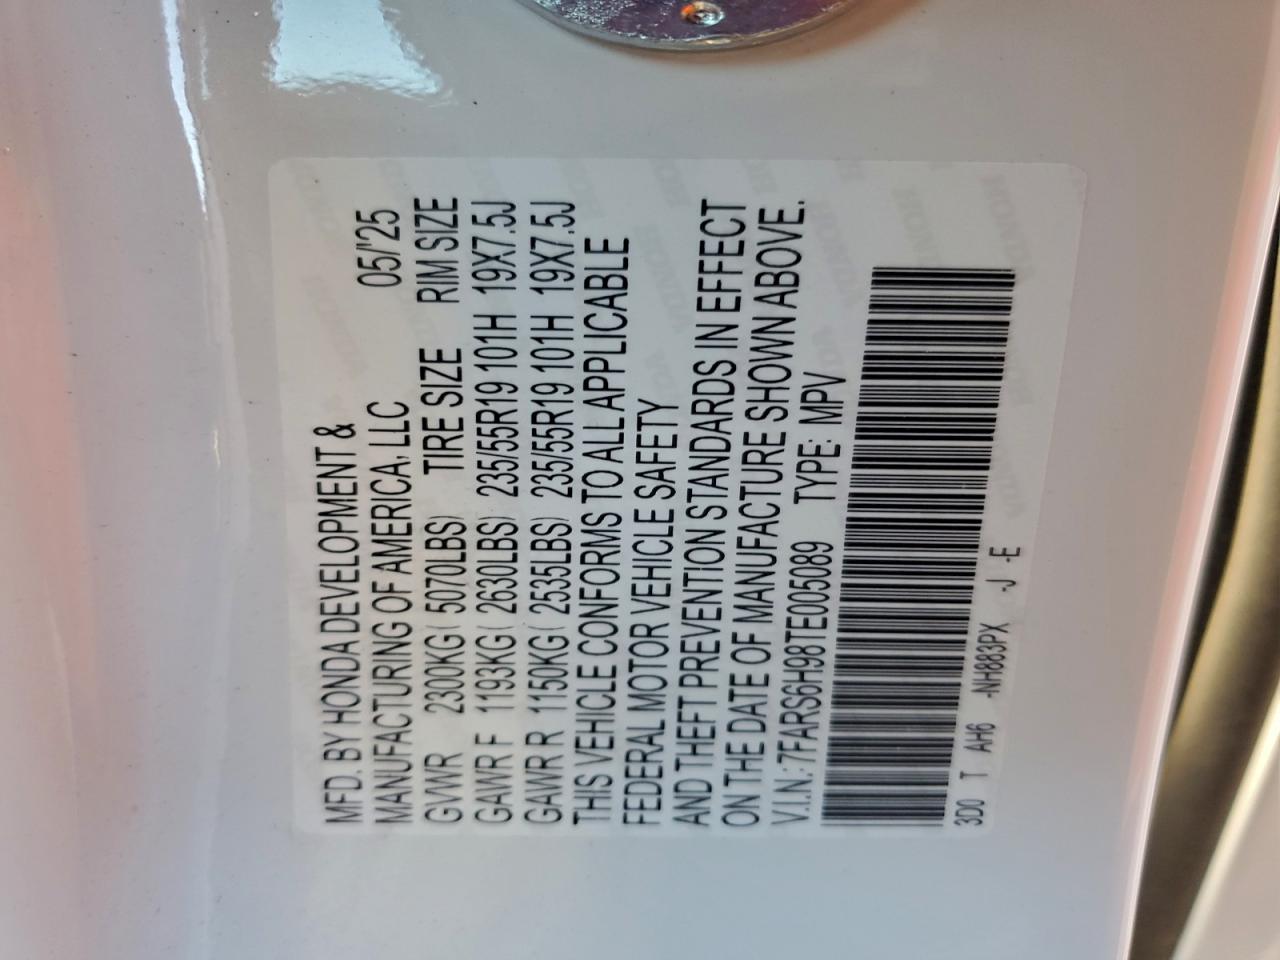 MFD. BY HONDA DEVELOPMENT &
MANUFACTURING OF AMERICA, LLC 05/'25
GVWR 2300KG( 5070LBS) TIRE SIZE RIM SIZE
GAWR F 1193KG( 2630LBS) 235/55R19 101H 19X7.5J
GAWR R 1150KG( 2535LBS) 235/55R19 101H 19X7.5J
THIS VEHICLE CONFORMS TO ALL APPLICABLE
FEDERAL MOTOR VEHICLE SAFETY
AND THEFT PREVENTION STANDARDS IN EFFECT
ON THE DATE OF MANUFACTURE SHOWN ABOVE.
V.I.N.: 7FARS6H98TE005089 TYPE: MPV
3D0 T AH6 -NH883PX -J -E